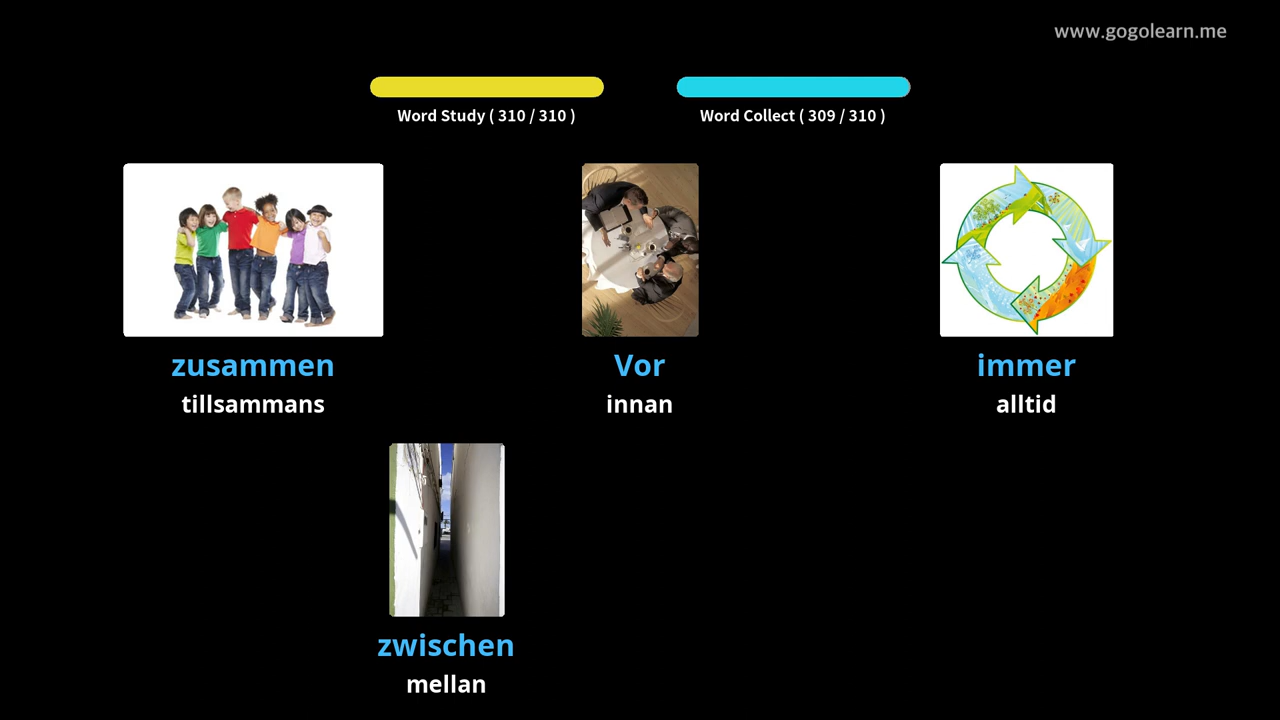 www.gogolearn.me
Word Study ( 310 / 310 )
Word Collect ( 309 / 310 )
zusammen
tillsammans
Vor
innan
immer
alltid
zwischen
mellan